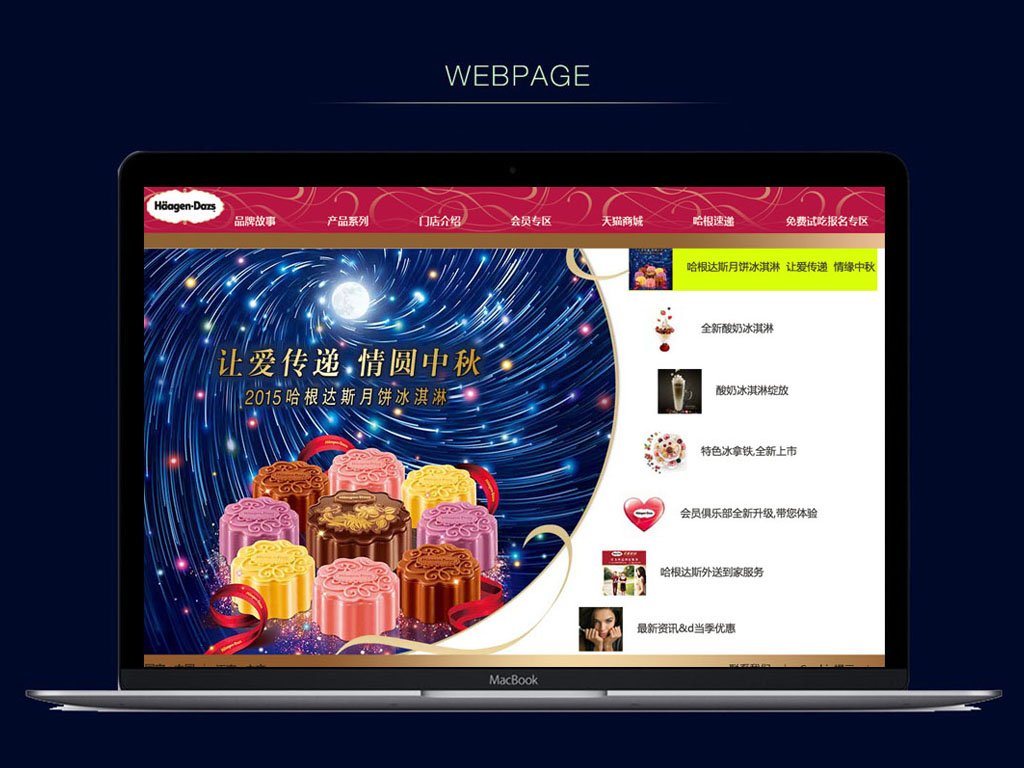 WEBPAGE
Häagen-Dazs
品牌故事 产品系列 门店介绍 会员专区 天猫商城 哈根速递 免费试吃报名专区
哈根达斯月饼冰淇淋 让爱传递 情缘中秋
全新酸奶冰淇淋
让爱传递 情圆中秋
2015哈根达斯月饼冰淇淋
酸奶冰淇淋绽放
特色冰拿铁,全新上市
会员俱乐部全新升级,带您体验
哈根达斯外送到家服务
最新资讯&d当季优惠
MacBook